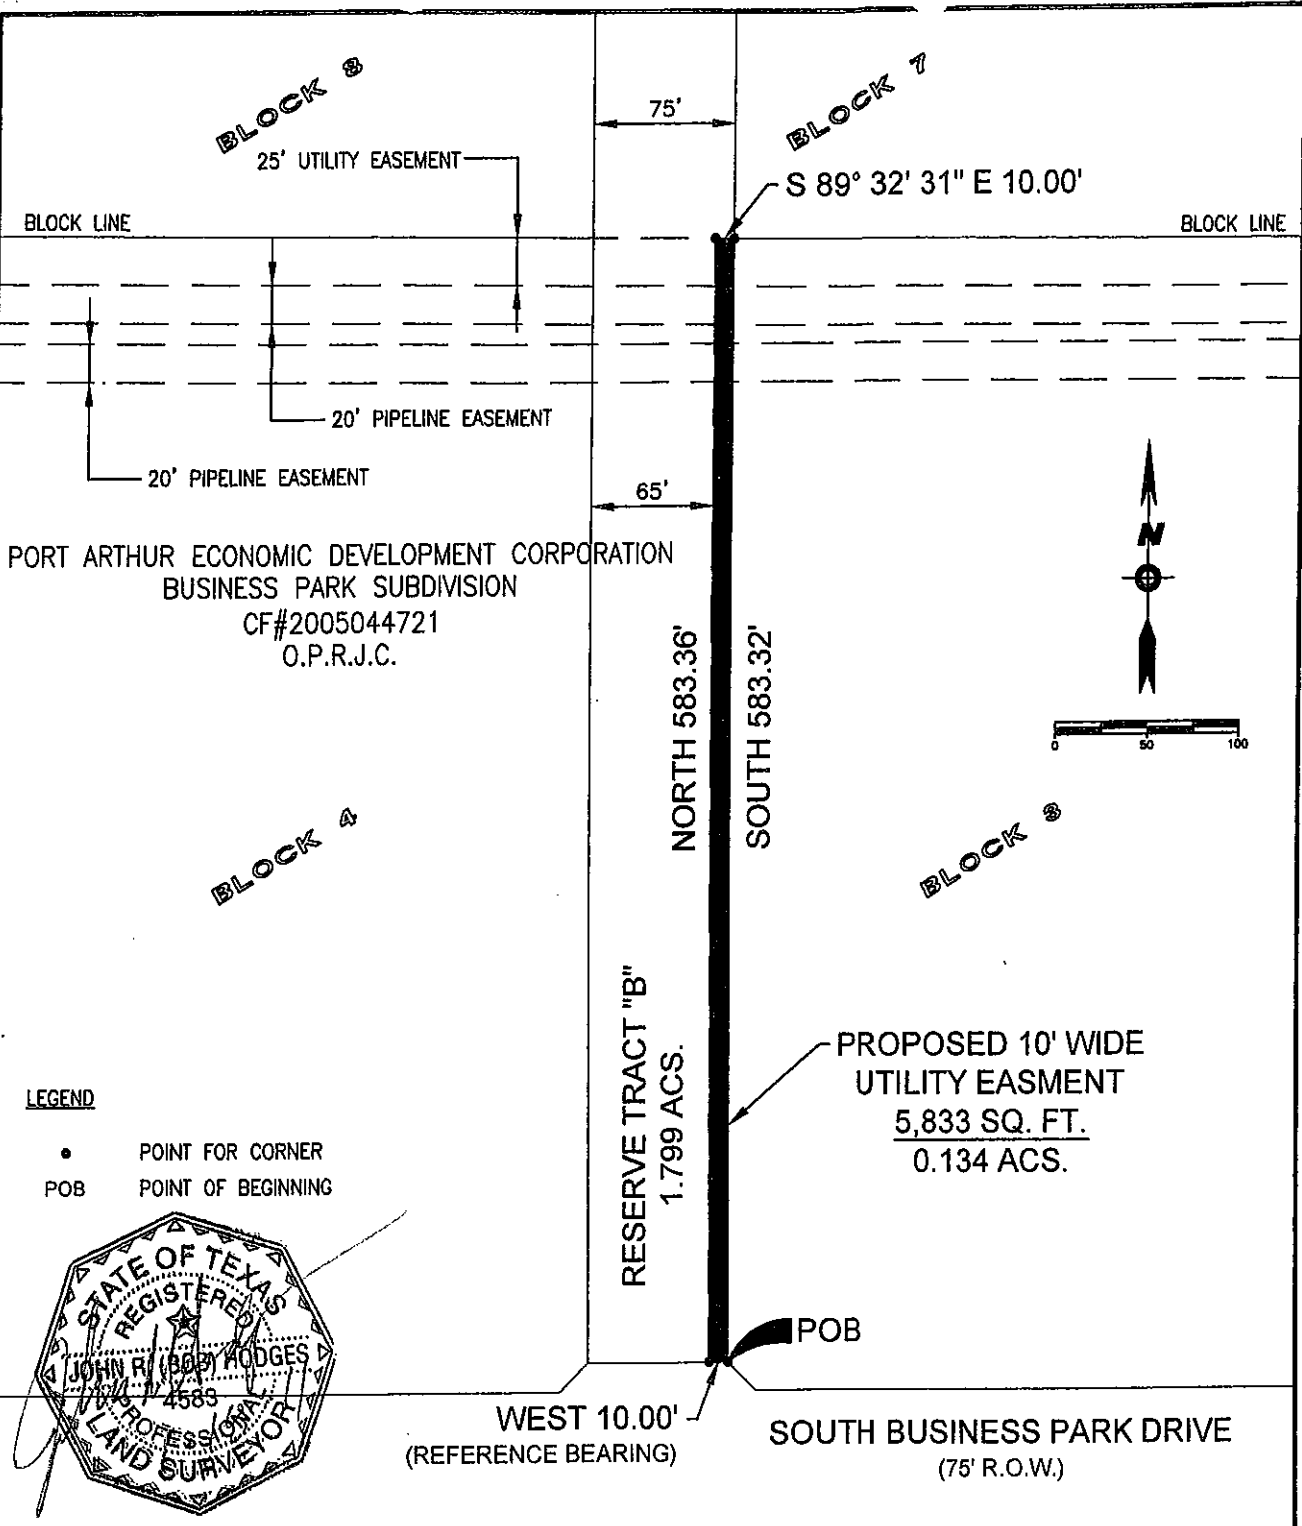 BLOCK 8
BLOCK 7
75'
25' UTILITY EASEMENT
S 89° 32' 31" E 10.00'
BLOCK LINE
BLOCK LINE
20' PIPELINE EASEMENT
20' PIPELINE EASEMENT
65'
PORT ARTHUR ECONOMIC DEVELOPMENT CORPORATION
BUSINESS PARK SUBDIVISION
CF#2005044721
O.P.R.J.C.
N
NORTH 583.36'
SOUTH 583.32'
0 50 100
BLOCK 4
BLOCK 3
RESERVE TRACT "B"
1.799 ACS.
PROPOSED 10' WIDE
UTILITY EASMENT
5,833 SQ. FT.
0.134 ACS.
LEGEND
POINT FOR CORNER
POB POINT OF BEGINNING
STATE OF TEXAS
REGISTERED
JOHN R. (BOB) HODGES
4583
PROFESSIONAL
LAND SURVEYOR
POB
WEST 10.00'
(REFERENCE BEARING)
SOUTH BUSINESS PARK DRIVE
(75' R.O.W.)